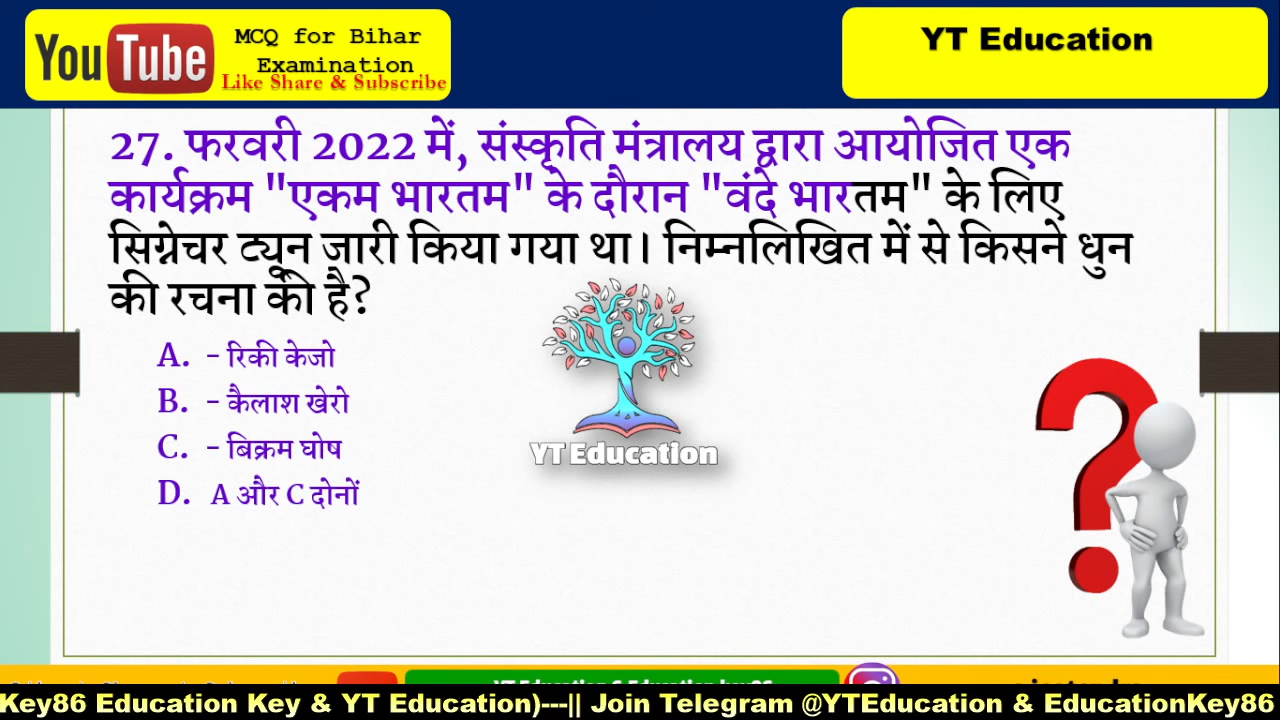 YouTube
MCQ for Bihar
Examination
Like Share & Subscribe
YT Education
27. फरवरी 2022 में, संस्कृति मंत्रालय द्वारा आयोजित एक
कार्यक्रम "एकम भारतम" के दौरान "वंदे भारतम" के लिए
सिग्नेचर ट्यून जारी किया गया था। निम्नलिखित में से किसने धुन
की रचना की है?
A. - रिकी केजो
B. - कैलाश खेरो
C. - बिक्रम घोष
D. A और C दोनों
YT Education
Key86 Education Key & YT Education)---|| Join Telegram @YTEducation & EducationKey86